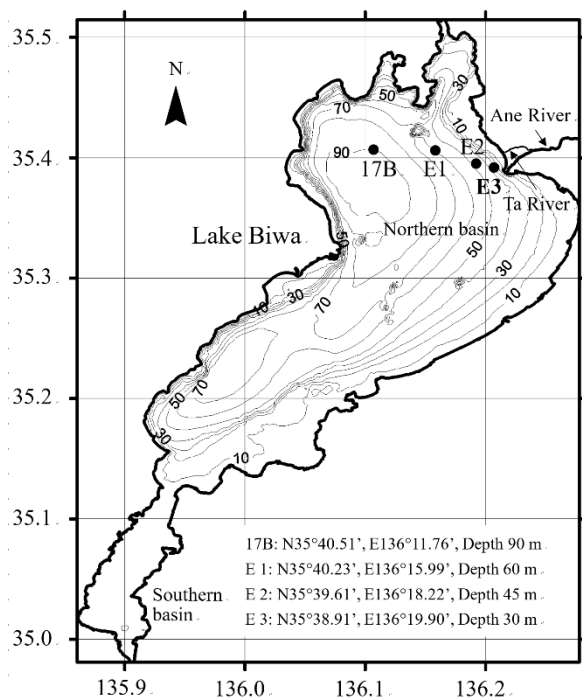 35.5
35.4
35.3
35.2
35.1
35.0
135.9
136.0
136.1
136.2
N
Lake Biwa
Northern basin
Southern
basin
Ane River
Ta River
17B
E1
E2
E3
70
50
30
10
90
50
50
30
10
70
10
30
70
50
30
10
17B: N35°40.51’, E136°11.76’, Depth 90 m
E 1: N35°40.23’, E136°15.99’, Depth 60 m
E 2: N35°39.61’, E136°18.22’, Depth 45 m
E 3: N35°38.91’, E136°19.90’, Depth 30 m